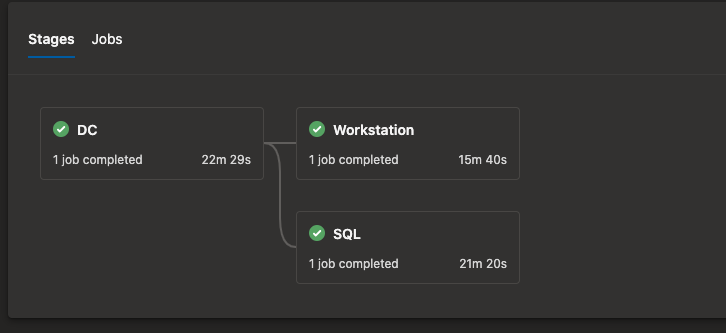 Stages Jobs
DC
1 job completed 22m 29s
Workstation
1 job completed 15m 40s
SQL
1 job completed 21m 20s